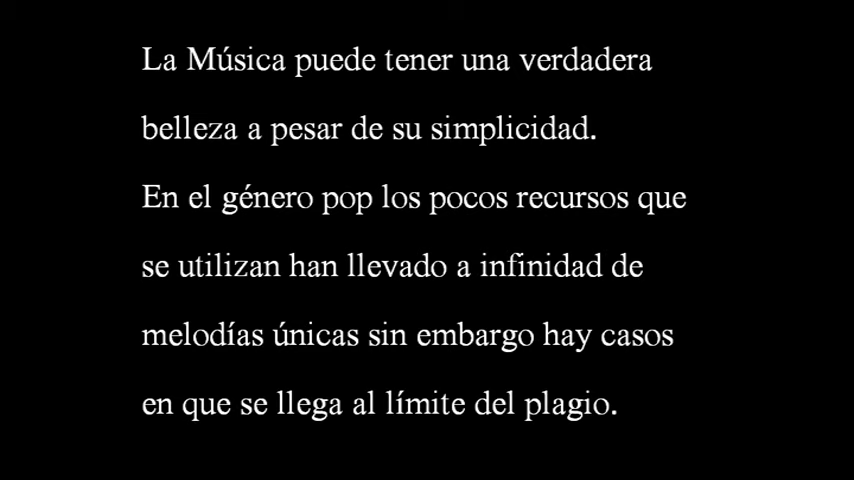 La Música puede tener una verdadera
belleza a pesar de su simplicidad.
En el género pop los pocos recursos que
se utilizan han llevado a infinidad de
melodías únicas sin embargo hay casos
en que se llega al límite del plagio.